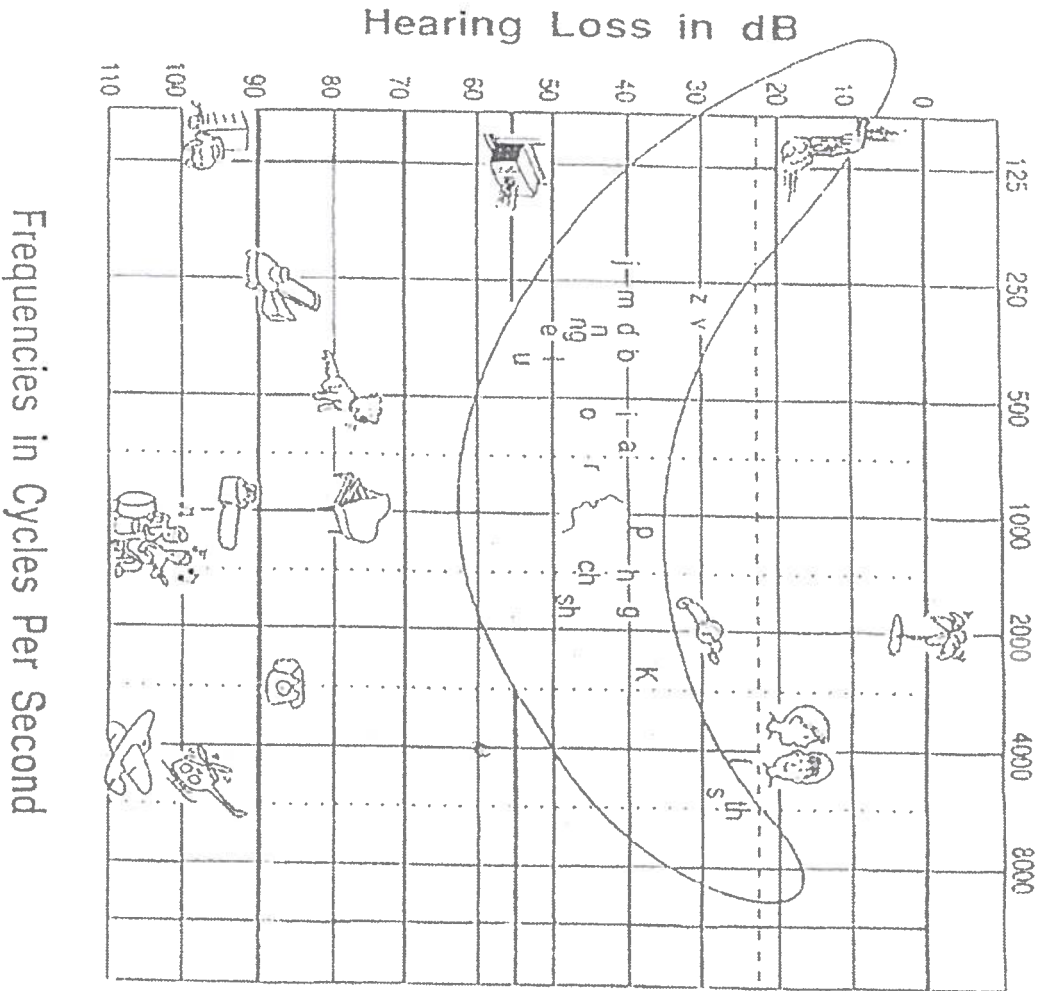 Hearing Loss in dB
110 100 90 80 70 60 50 40 30 20 10 0
125
250
500
1000
2000
4000
8000
z v
j m d b i a
n
ng
e l
u
o
r
p
h g
ch
sh
K
f
s th
Frequencies in Cycles Per Second